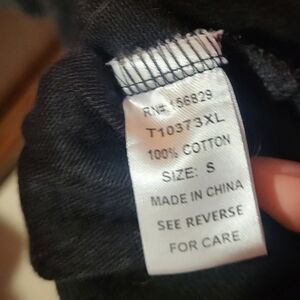 RN# 156829
T10373XL
100% COTTON
SIZE: S
MADE IN CHINA
SEE REVERSE
FOR CARE